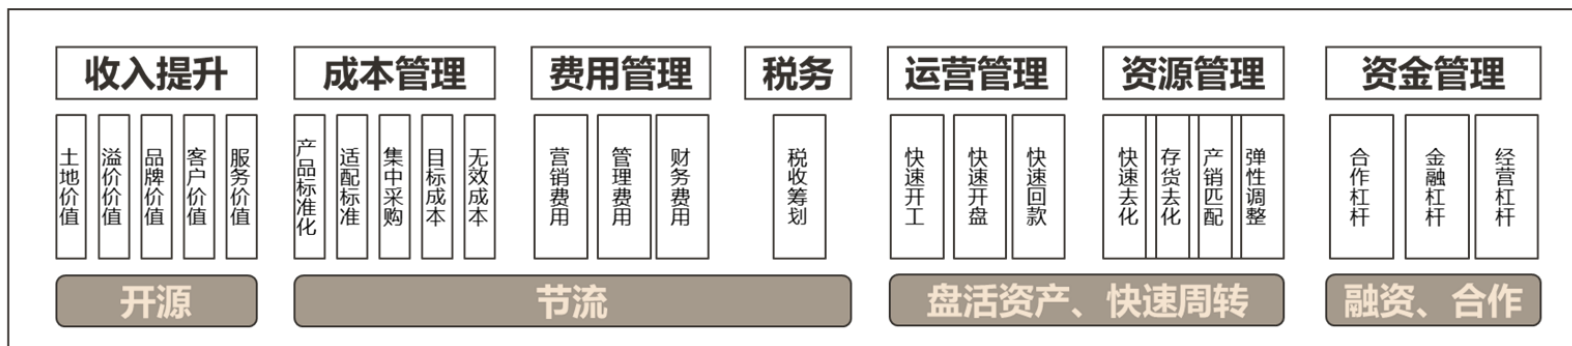 收入提升
成本管理
费用管理
税务
运营管理
资源管理
资金管理
土地价值
溢价价值
品牌价值
客户价值
服务价值
产品标准化
适配标准
集中采购
目标成本
无效成本
营销费用
管理费用
财务费用
税收筹划
快速开工
快速开盘
快速回款
快速去化
存货去化
产销匹配
弹性调整
合作杠杆
金融杠杆
经营杠杆
开源
节流
盘活资产、快速周转
融资、合作